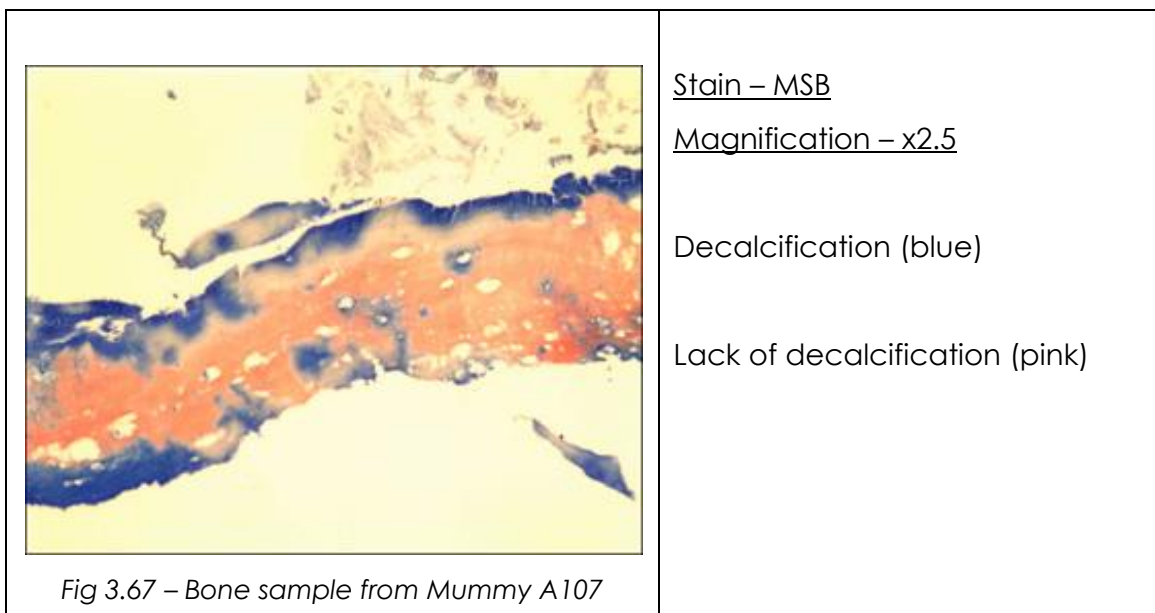 Stain – MSB
Magnification – x2.5
Decalcification (blue)
Lack of decalcification (pink)
Fig 3.67 – Bone sample from Mummy A107